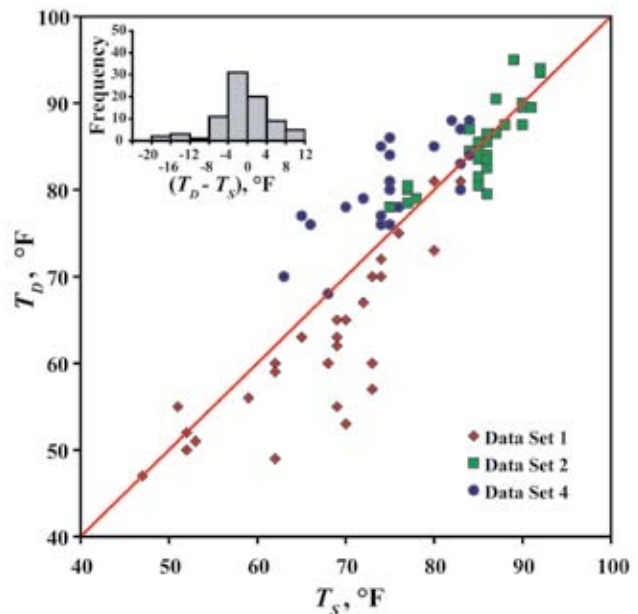 50
40
30
20
10
0
Frequency
-20 -12 -4 4 12
-16 -8 0 8
(T_D - T_S), °F
100
90
80
70
60
50
40
T_D, °F
Data Set 1
Data Set 2
Data Set 4
40 50 60 70 80 90 100
T_S, °F